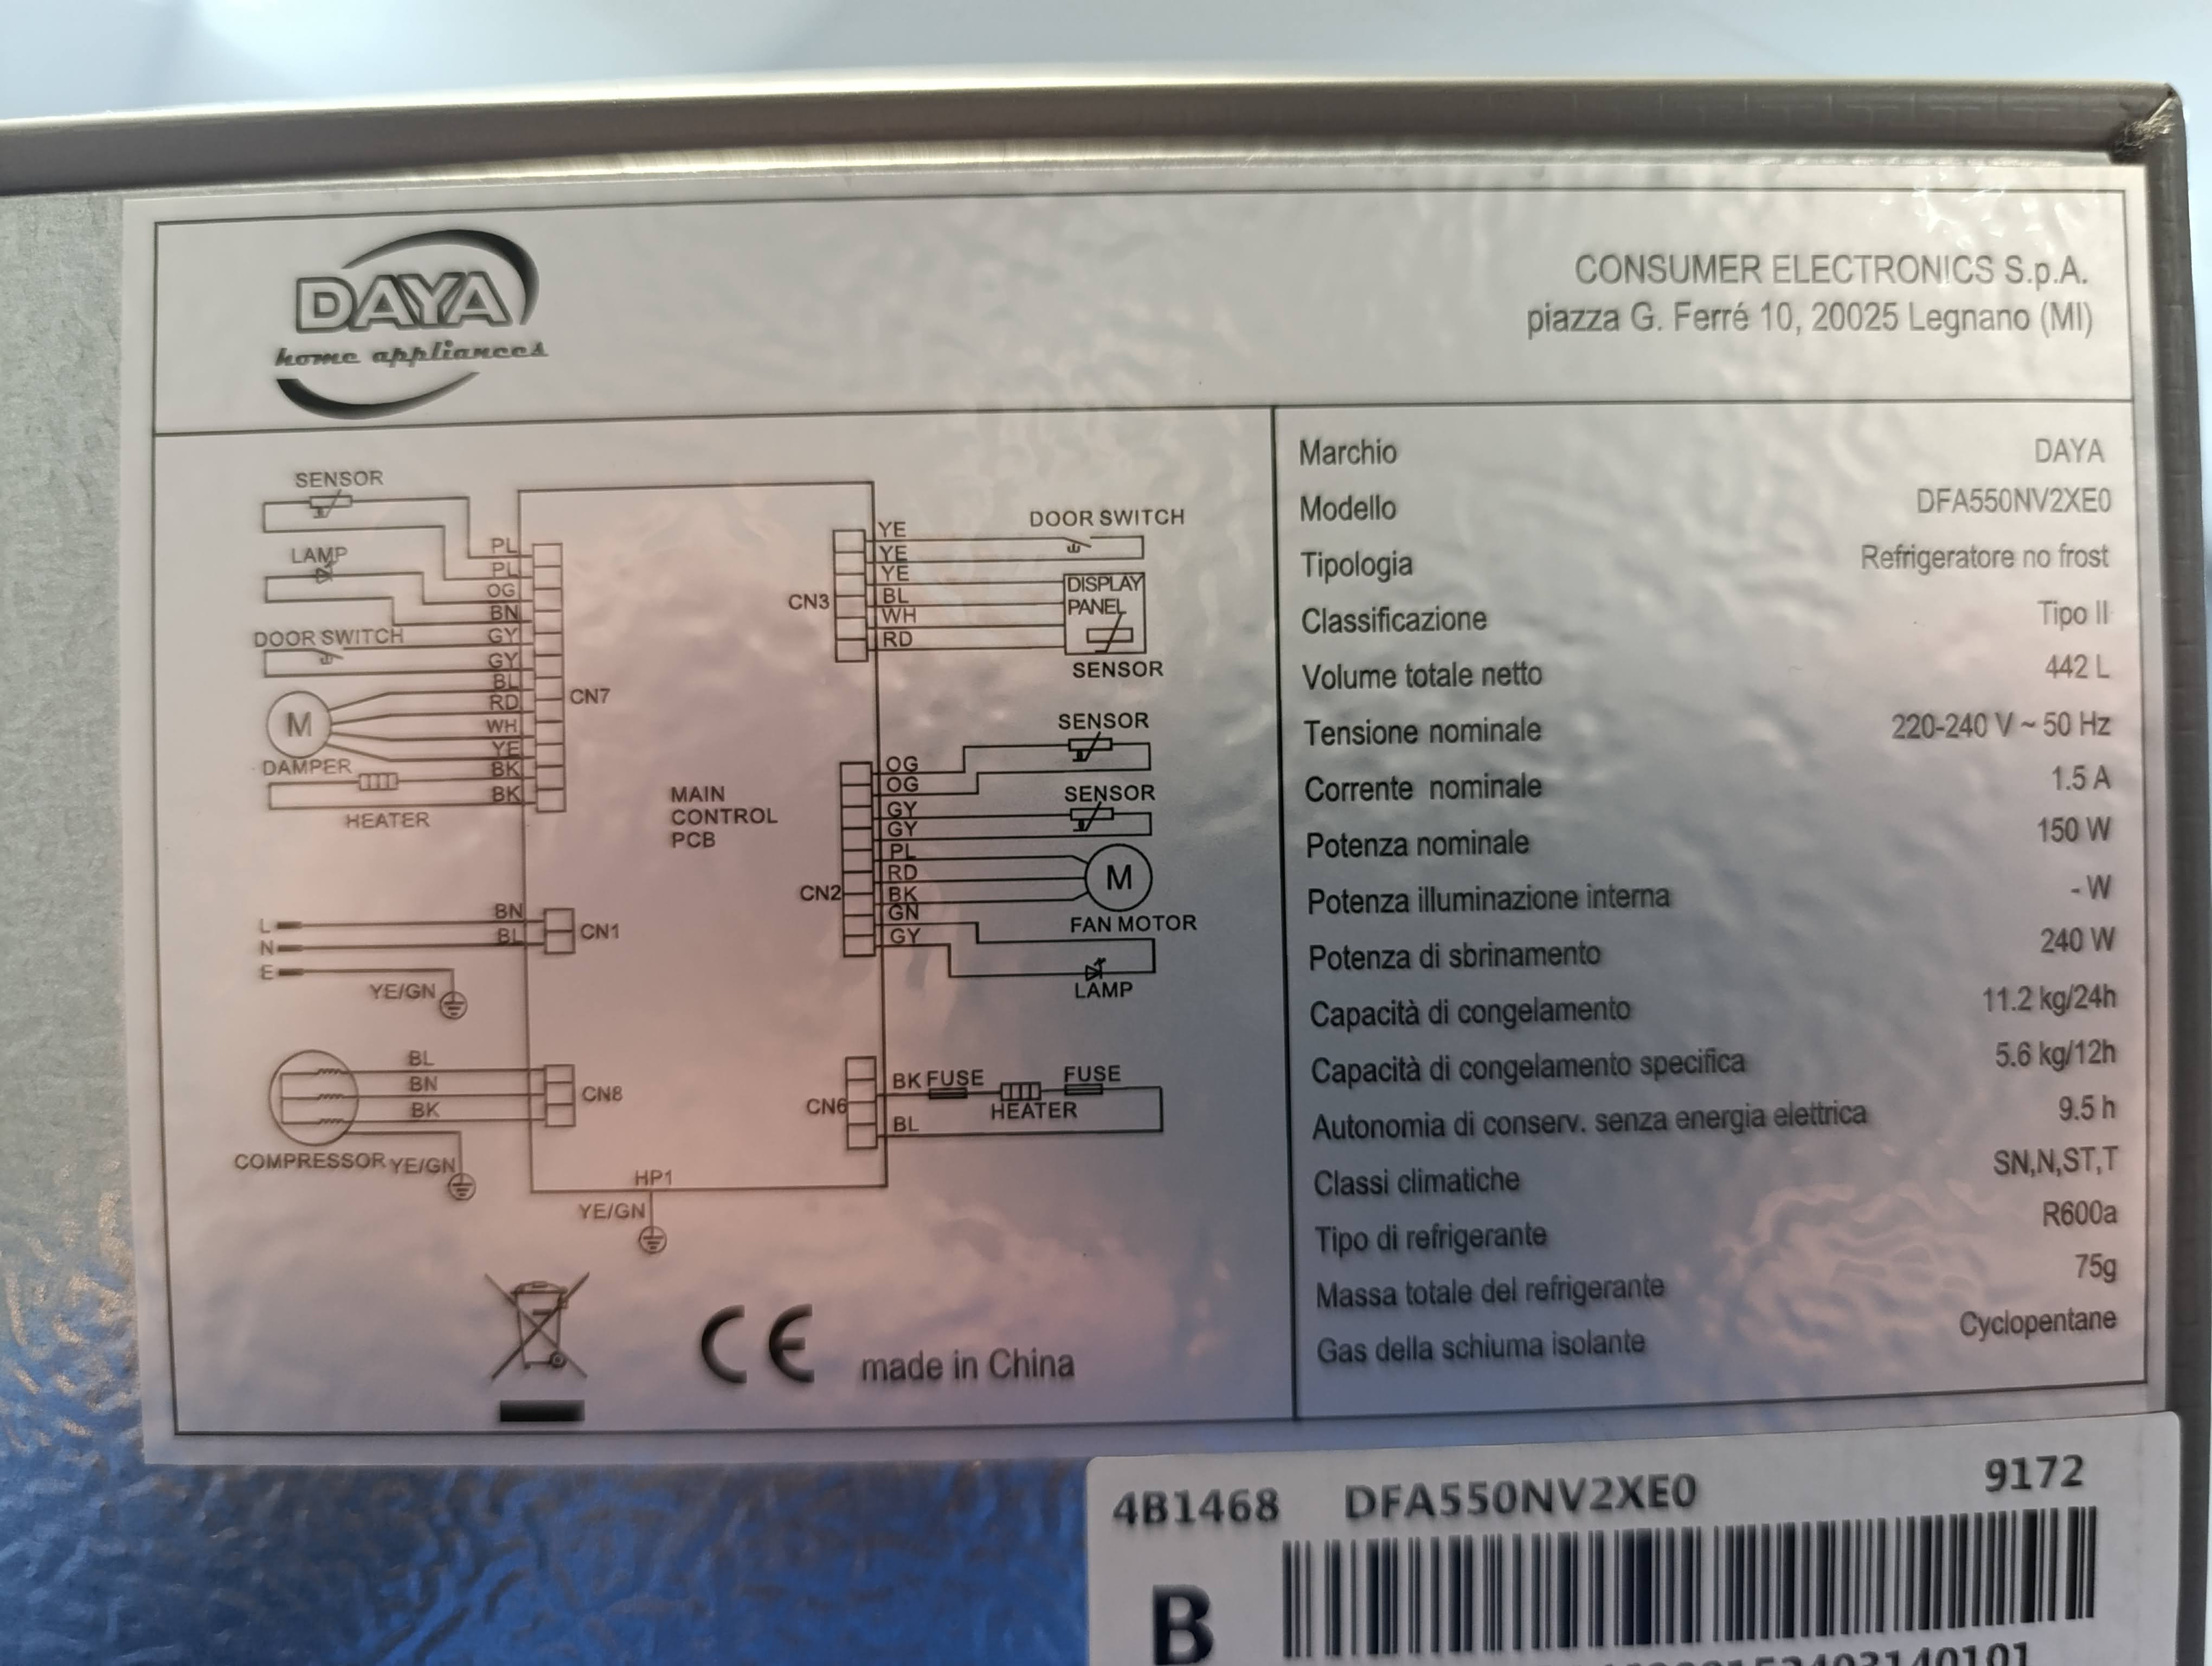 DAYA
home appliances
CONSUMER ELECTRONICS S.p.A.
piazza G. Ferré 10, 20025 Legnano (MI)
SENSOR
LAMP
DOOR SWITCH
M
DAMPER
HEATER
PL
PL
OG
BN
GY
GY
BL
RD
WH
YE
BK
BK
CN7
L
N
E
BN
BL
CN1
YE/GN
BL
BN
BK
CN8
COMPRESSOR
YE/GN
MAIN
CONTROL
PCB
HP1
YE/GN
CN3
YE
YE
YE
BL
WH
RD
DOOR SWITCH
DISPLAY
PANEL
SENSOR
CN2
OG
OG
GY
GY
PL
RD
BK
GN
GY
SENSOR
SENSOR
M
FAN MOTOR
LAMP
CN6
BK FUSE
FUSE
HEATER
BL
CE
made in China
Marchio DAYA
Modello DFA550NV2XE0
Tipologia Refrigeratore no frost
Classificazione Tipo II
Volume totale netto 442 L
Tensione nominale 220-240 V ~ 50 Hz
Corrente nominale 1.5 A
Potenza nominale 150 W
Potenza illuminazione interna - W
Potenza di sbrinamento 240 W
Capacità di congelamento 11.2 kg/24h
Capacità di congelamento specifica 5.6 kg/12h
Autonomia di conserv. senza energia elettrica 9.5 h
Classi climatiche SN,N,ST,T
Tipo di refrigerante R600a
Massa totale del refrigerante 75g
Gas della schiuma isolante Cyclopentane
4B1468 DFA550NV2XE0 9172
B